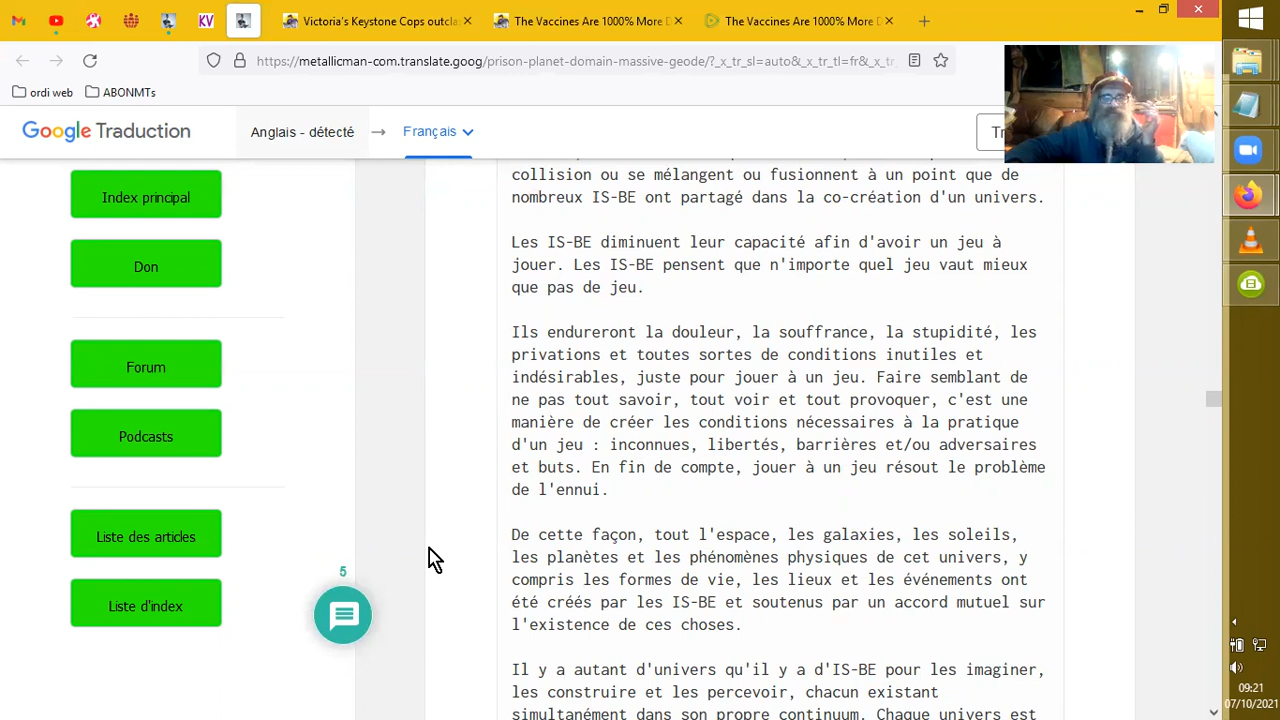 Victoria's Keystone Cops outcla
The Vaccines Are 1000% More D
The Vaccines Are 1000% More D
KV
https://metallicman-com.translate.goog/prison-planet-domain-massive-geode/?_x_tr_sl=auto&_x_tr_tl=fr&_x_tr_
ordi web
ABONMTs
Google Traduction
Anglais - détecté
Français
Index principal
Don
Forum
Podcasts
Liste des articles
Liste d'index
5
collision ou se mélangent ou fusionnent à un point que de
nombreux IS-BE ont partagé dans la co-création d'un univers.
Les IS-BE diminuent leur capacité afin d'avoir un jeu à
jouer. Les IS-BE pensent que n'importe quel jeu vaut mieux
que pas de jeu.
Ils endureront la douleur, la souffrance, la stupidité, les
privations et toutes sortes de conditions inutiles et
indésirables, juste pour jouer à un jeu. Faire semblant de
ne pas tout savoir, tout voir et tout provoquer, c'est une
manière de créer les conditions nécessaires à la pratique
d'un jeu : inconnues, libertés, barrières et/ou adversaires
et buts. En fin de compte, jouer à un jeu résout le problème
de l'ennui.
De cette façon, tout l'espace, les galaxies, les soleils,
les planètes et les phénomènes physiques de cet univers, y
compris les formes de vie, les lieux et les événements ont
été créés par les IS-BE et soutenus par un accord mutuel sur
l'existence de ces choses.
Il y a autant d'univers qu'il y a d'IS-BE pour les imaginer,
les construire et les percevoir, chacun existant
simultanément dans son propre continuum. Chaque univers est
09:21
07/10/2021